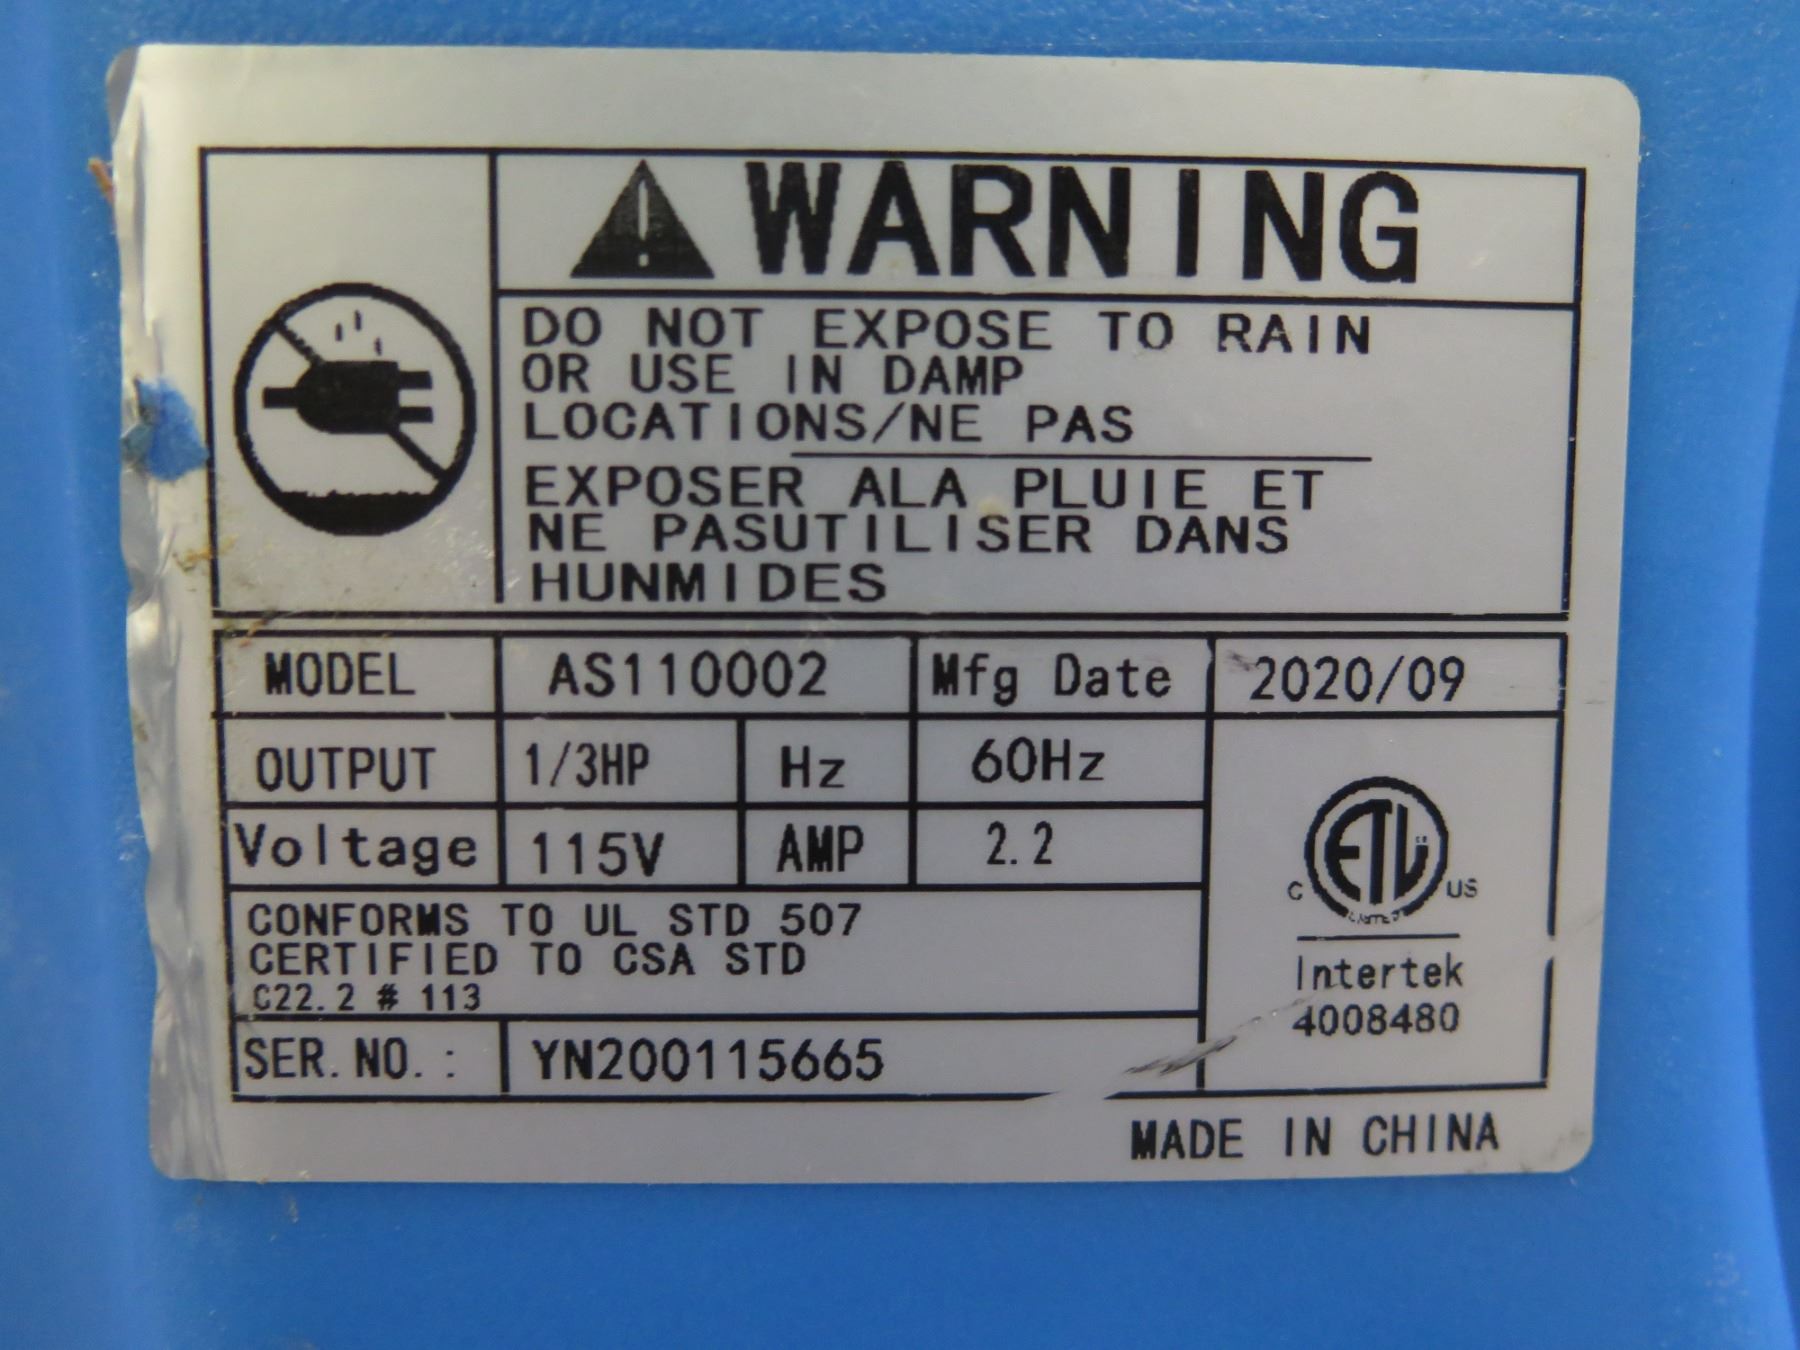 WARNING
DO NOT EXPOSE TO RAIN
OR USE IN DAMP
LOCATIONS/NE PAS
EXPOSER ALA PLUIE ET
NE PASUTILISER DANS
HUNMIDES
MODEL AS110002 Mfg Date 2020/09
OUTPUT 1/3HP Hz 60Hz
Voltage 115V AMP 2.2
ETL
C US
LISTED
Intertek
4008480
CONFORMS TO UL STD 507
CERTIFIED TO CSA STD
C22.2 # 113
SER.NO.: YN200115665
MADE IN CHINA